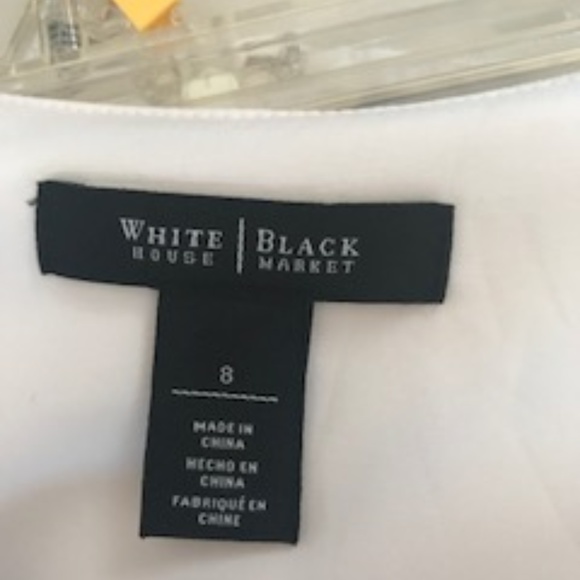 WHITE | BLACK
HOUSE | MARKET
8
MADE IN
CHINA
HECHO EN
CHINA
FABRIQUÉ EN
CHINE